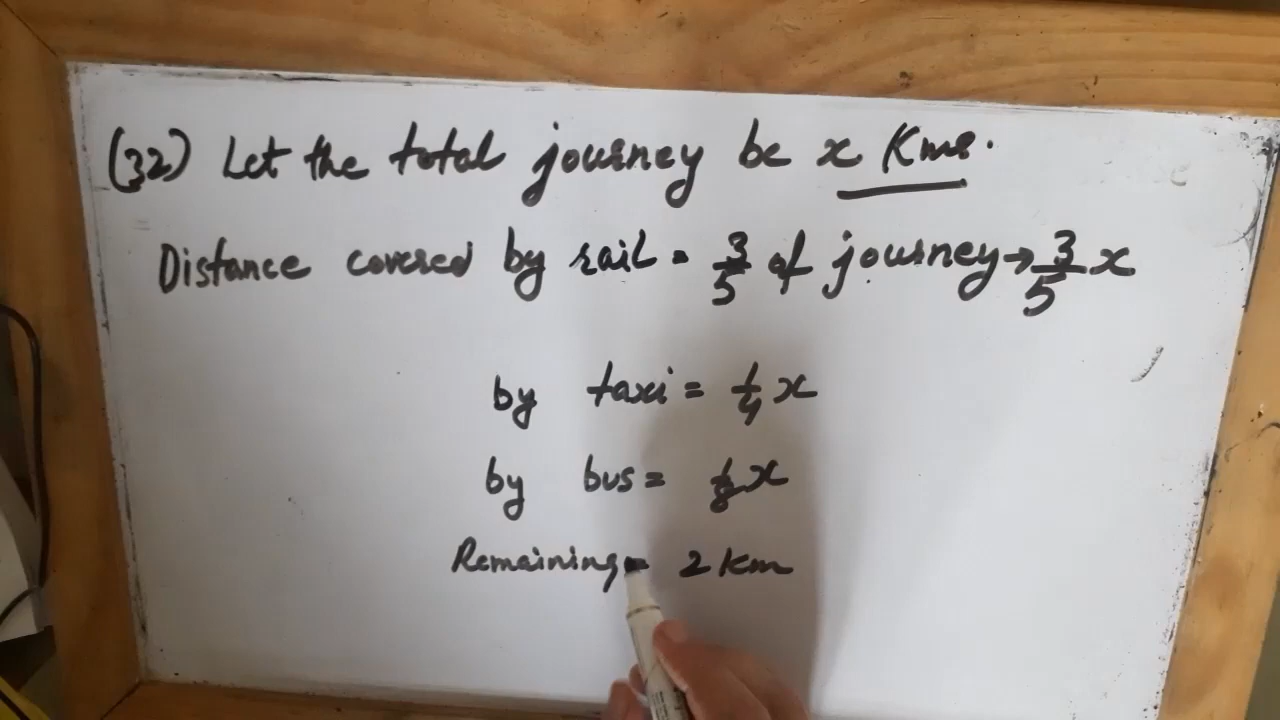 (32) Let the total journey be x Kms.
Distance covered by rail = 3/5 of journey → 3/5 x
by taxi = 1/4 x
by bus = 1/8 x
Remaining = 2 km